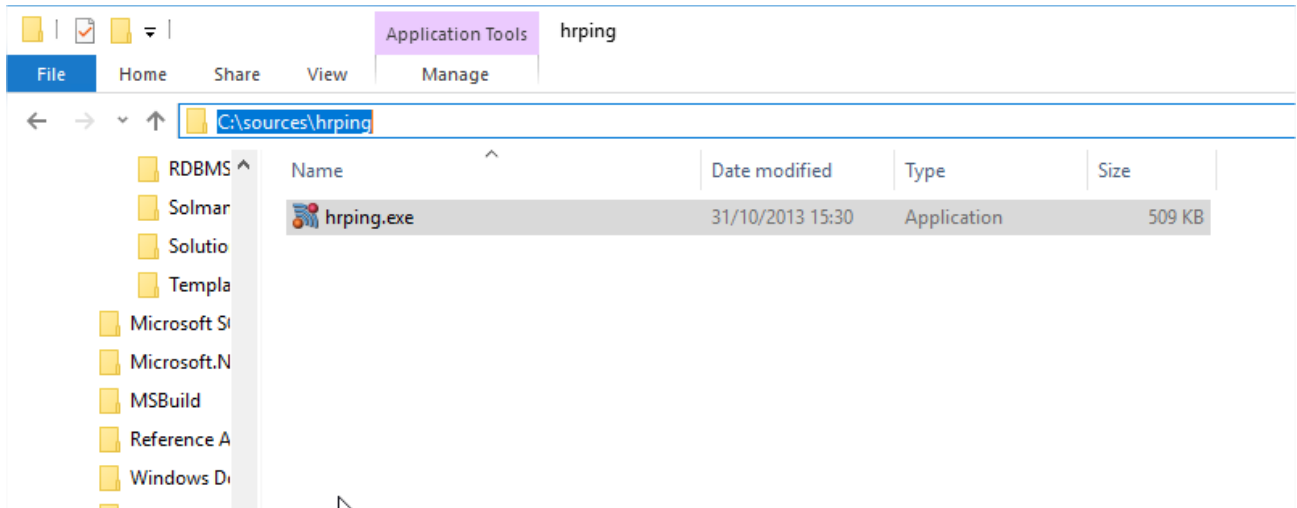 Application Tools hrping
File Home Share View Manage
C:\sources\hrping
Name Date modified Type Size
hrping.exe 31/10/2013 15:30 Application 509 KB
RDBMS
Solmar
Solutio
Templa
Microsoft S
Microsoft.N
MSBuild
Reference A
Windows D